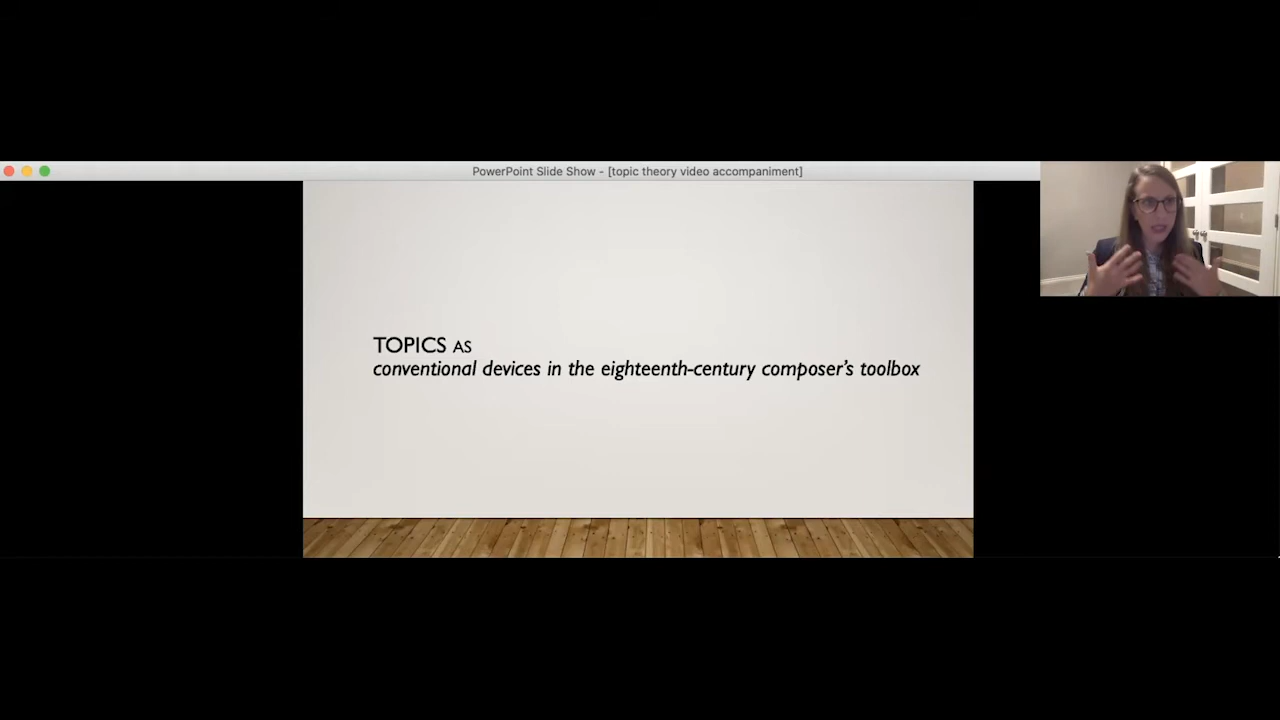 PowerPoint Slide Show - [topic theory video accompaniment]
TOPICS AS
conventional devices in the eighteenth-century composer’s toolbox